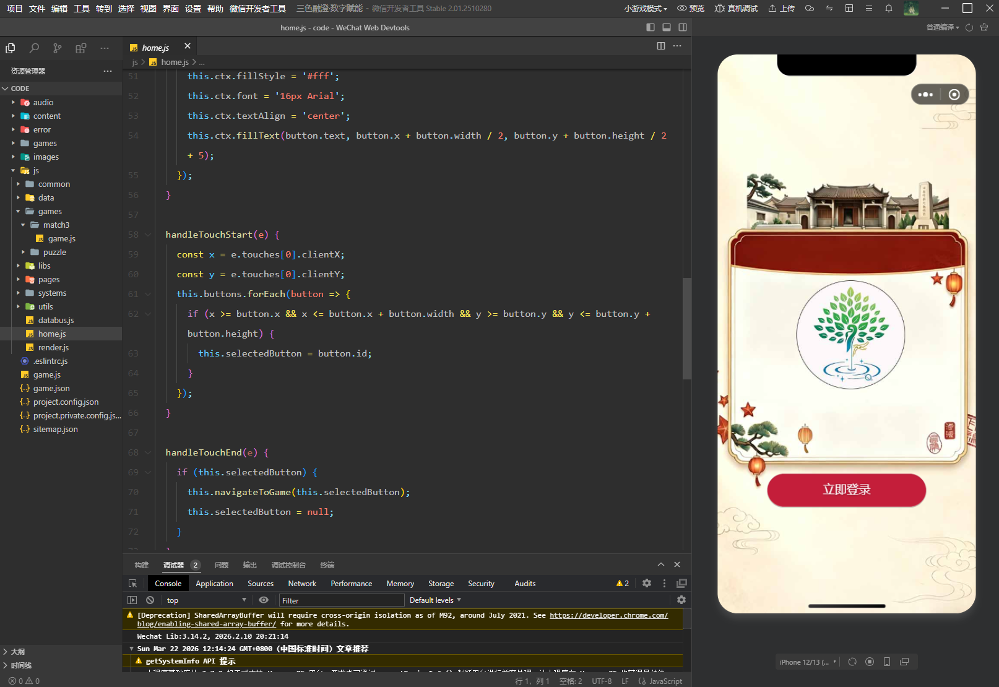 项目 文件 编辑 工具 转到 选择 视图 界面 设置 帮助 微信开发者工具 三色融澄·数字赋能 - 微信开发者工具 Stable 2.01.2510280 小游戏模式 预览 真机调试 上传
home.js - code - WeChat Web Devtools
普通编译
资源管理器
CODE
audio
content
error
games
images
js
common
data
games
match3
game.js
puzzle
libs
pages
systems
utils
databus.js
home.js
render.js
.eslintrc.js
game.js
game.json
project.config.json
project.private.config.js...
sitemap.json
大纲
时间线
home.js
js > home.js > ...
51 this.ctx.fillStyle = '#fff';
52 this.ctx.font = '16px Arial';
53 this.ctx.textAlign = 'center';
54 this.ctx.fillText(button.text, button.x + button.width / 2, button.y + button.height / 2
+ 5);
55 });
56 }
57
58 handleTouchStart(e) {
59 const x = e.touches[0].clientX;
60 const y = e.touches[0].clientY;
61 this.buttons.forEach(button => {
62 if (x >= button.x && x <= button.x + button.width && y >= button.y && y <= button.y +
button.height) {
63 this.selectedButton = button.id;
64 }
65 });
66 }
67
68 handleTouchEnd(e) {
69 if (this.selectedButton) {
70 this.navigateToGame(this.selectedButton);
71 this.selectedButton = null;
72 }
构建 调试器 2 问题 输出 调试控制台 终端
Console Application Sources Network Performance Memory Storage Security Audits 2
top Filter Default levels
[Deprecation] SharedArrayBuffer will require cross-origin isolation as of M92, around July 2021. See https://developer.chrome.com/
blog/enabling-shared-array-buffer/ for more details.
Wechat Lib:3.14.2, 2026.2.10 20:21:14
Sun Mar 22 2026 12:14:24 GMT+0800 (中国标准时间) 文章推荐
getSystemInfo API 提示
0 0
行 1，列 1 空格: 2 UTF-8 LF JavaScript
立即登录
iPhone 12/13 (...